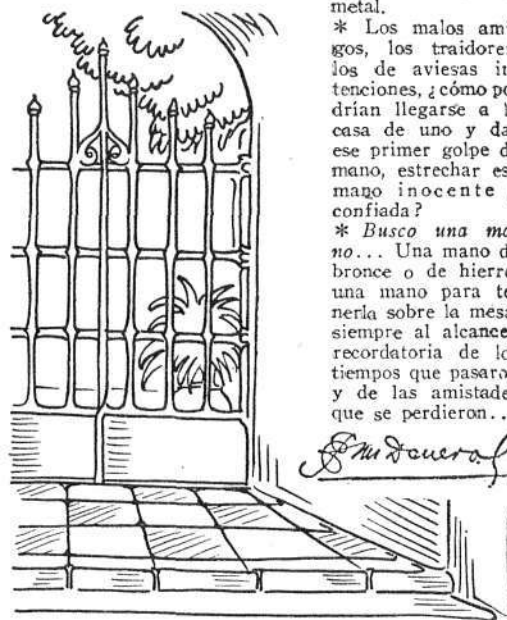 metal.
* Los malos ami
gos, los traidore
los de aviesas in
tenciones, ¿cómo po
drían llegarse a l
casa de uno y da
ese primer golpe d
mano, estrechar es
mano inocente
confiada?
* Busco una ma
no... Una mano d
bronce o de hierro
una mano para te
nerla sobre la mesa
siempre al alcance
recordatoria de lo
tiempos que pasaro
y de las amistade
que se perdieron..